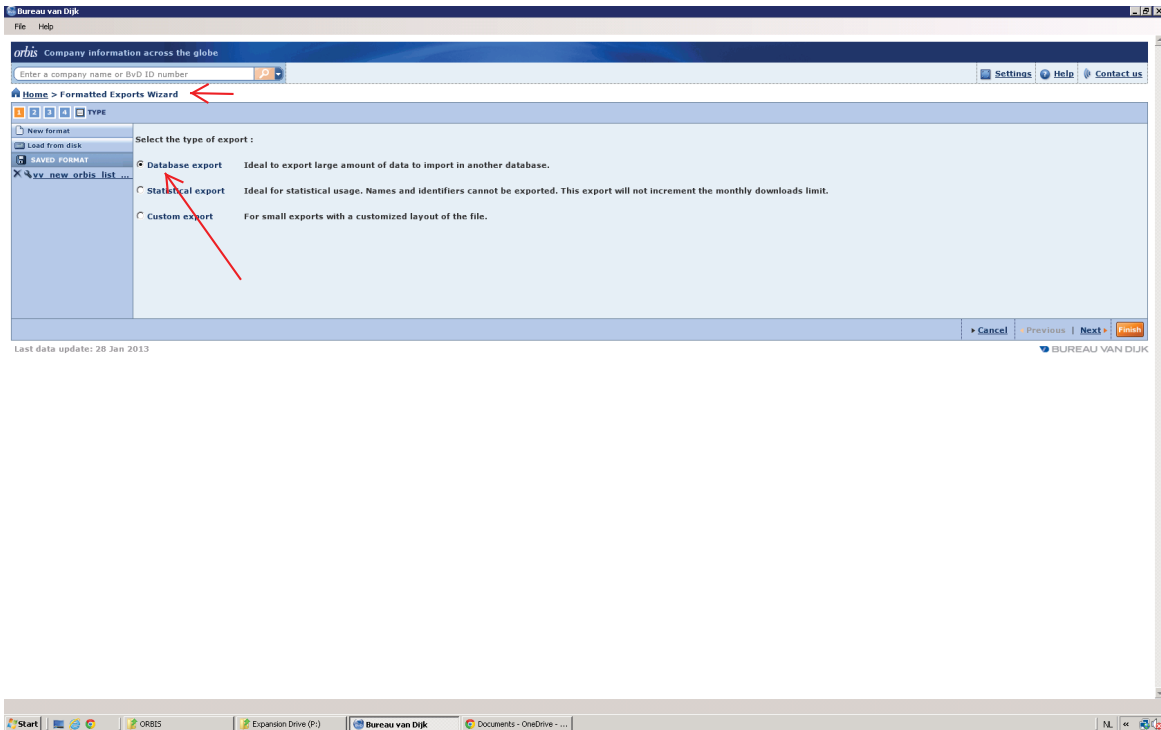 Bureau van Dijk
File Help
orbis Company information across the globe
Enter a company name or BvD ID number
Settings Help Contact us
Home > Formatted Exports Wizard
1 2 3 4 TYPE
New format
Load from disk
SAVED FORMAT
vv_new_orbis_list_...
Select the type of export :
Database export Ideal to export large amount of data to import in another database.
Statistical export Ideal for statistical usage. Names and identifiers cannot be exported. This export will not increment the monthly downloads limit.
Custom export For small exports with a customized layout of the file.
Cancel Previous | Next Finish
Last data update: 28 Jan 2013
BUREAU VAN DIJK
Start ORBIS Expansion Drive (P:) Bureau van Dijk Documents - OneDrive - ... NL «